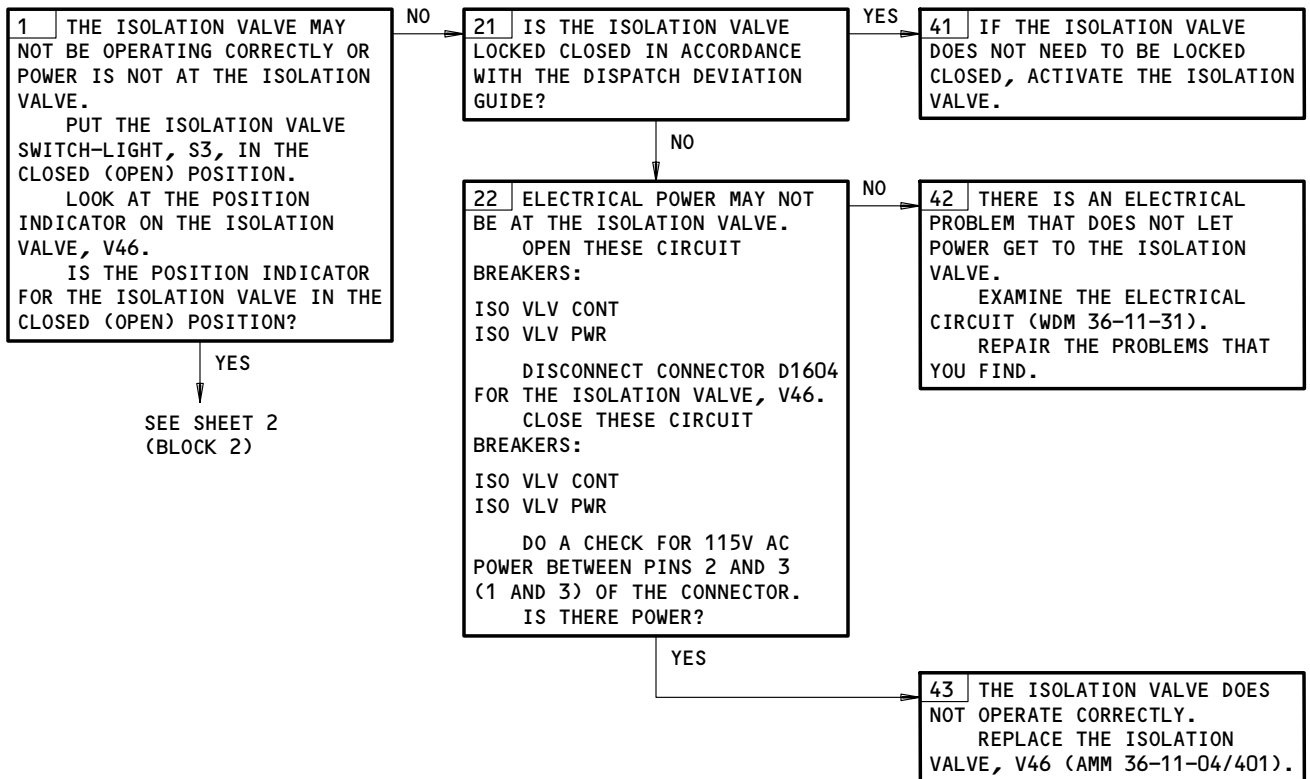 1 THE ISOLATION VALVE MAY
NOT BE OPERATING CORRECTLY OR
POWER IS NOT AT THE ISOLATION
VALVE.
PUT THE ISOLATION VALVE
SWITCH-LIGHT, S3, IN THE
CLOSED (OPEN) POSITION.
LOOK AT THE POSITION
INDICATOR ON THE ISOLATION
VALVE, V46.
IS THE POSITION INDICATOR
FOR THE ISOLATION VALVE IN THE
CLOSED (OPEN) POSITION?
YES
SEE SHEET 2
(BLOCK 2)
NO
21 IS THE ISOLATION VALVE
LOCKED CLOSED IN ACCORDANCE
WITH THE DISPATCH DEVIATION
GUIDE?
YES
41 IF THE ISOLATION VALVE
DOES NOT NEED TO BE LOCKED
CLOSED, ACTIVATE THE ISOLATION
VALVE.
NO
22 ELECTRICAL POWER MAY NOT
BE AT THE ISOLATION VALVE.
OPEN THESE CIRCUIT
BREAKERS:
ISO VLV CONT
ISO VLV PWR
DISCONNECT CONNECTOR D1604
FOR THE ISOLATION VALVE, V46.
CLOSE THESE CIRCUIT
BREAKERS:
ISO VLV CONT
ISO VLV PWR
DO A CHECK FOR 115V AC
POWER BETWEEN PINS 2 AND 3
(1 AND 3) OF THE CONNECTOR.
IS THERE POWER?
NO
42 THERE IS AN ELECTRICAL
PROBLEM THAT DOES NOT LET
POWER GET TO THE ISOLATION
VALVE.
EXAMINE THE ELECTRICAL
CIRCUIT (WDM 36-11-31).
REPAIR THE PROBLEMS THAT
YOU FIND.
YES
43 THE ISOLATION VALVE DOES
NOT OPERATE CORRECTLY.
REPLACE THE ISOLATION
VALVE, V46 (AMM 36-11-04/401).